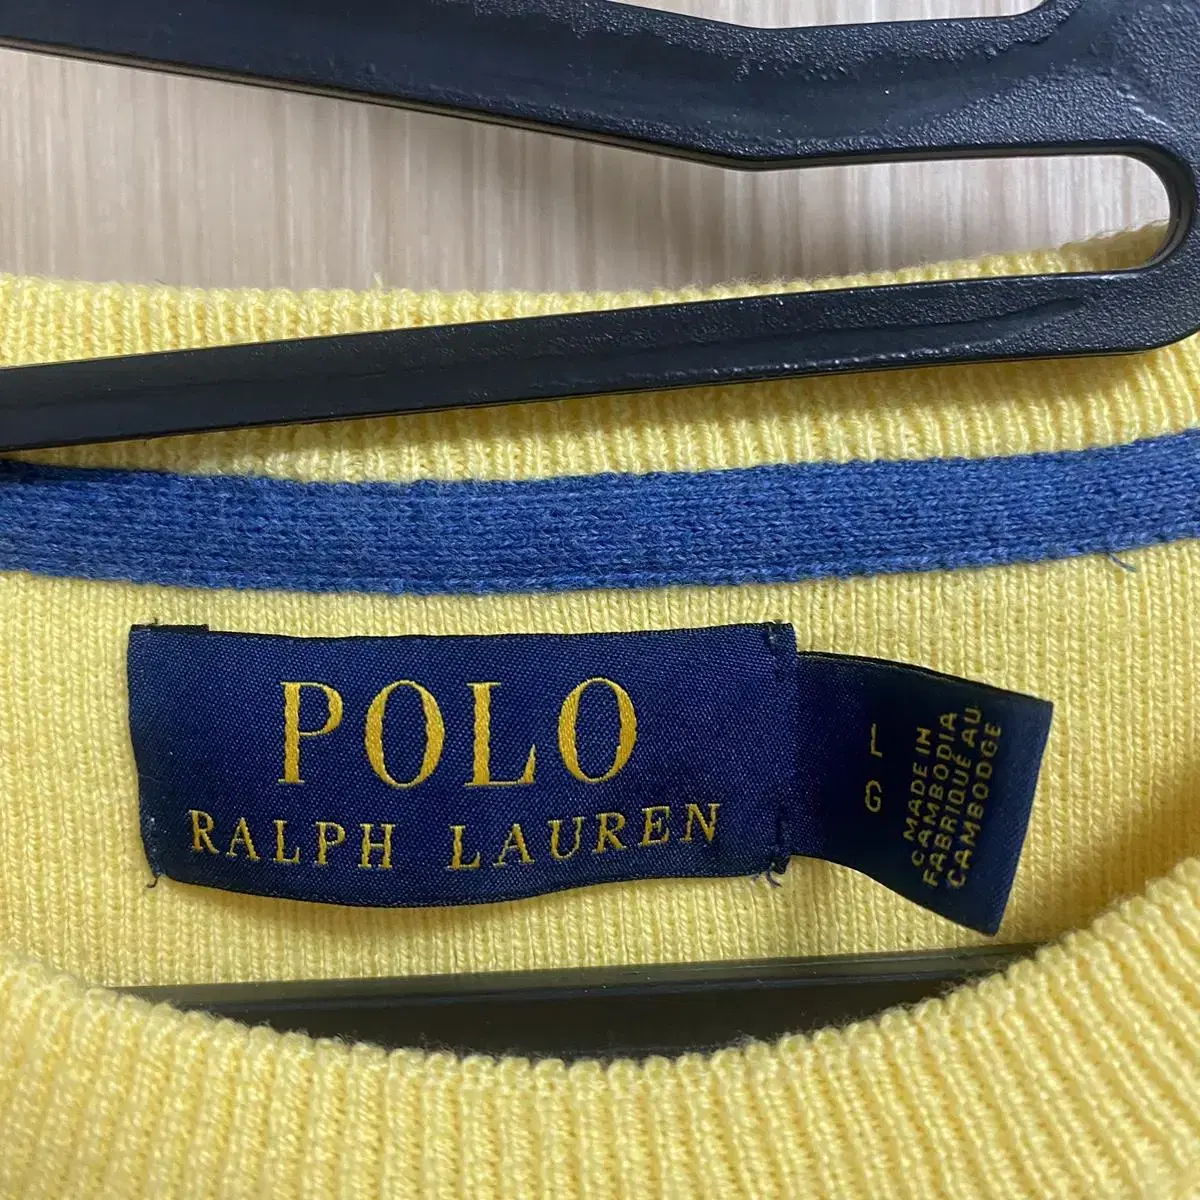 POLO
RALPH LAUREN
L
G
MADE IN
CAMBODIA
FABRIQUÉ AU
CAMBODGE